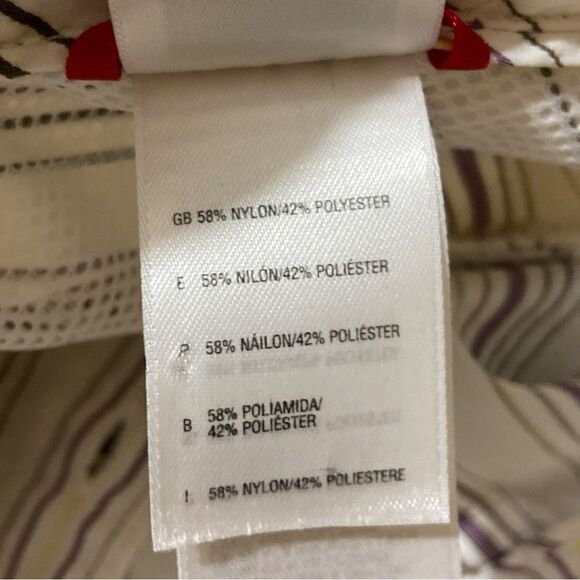 GB 58% NYLON/42% POLYESTER
E 58% NILÓN/42% POLIÉSTER
P 58% NÁILON/42% POLIÉSTER
B 58% POLIAMIDA/
42% POLIÉSTER
I 58% NYLON/42% POLIESTERE